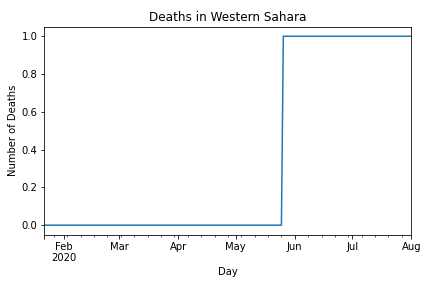 Deaths in Western Sahara
1.0
0.8
0.6
0.4
0.2
0.0
Number of Deaths
Feb Mar Apr May Jun Jul Aug
2020
Day